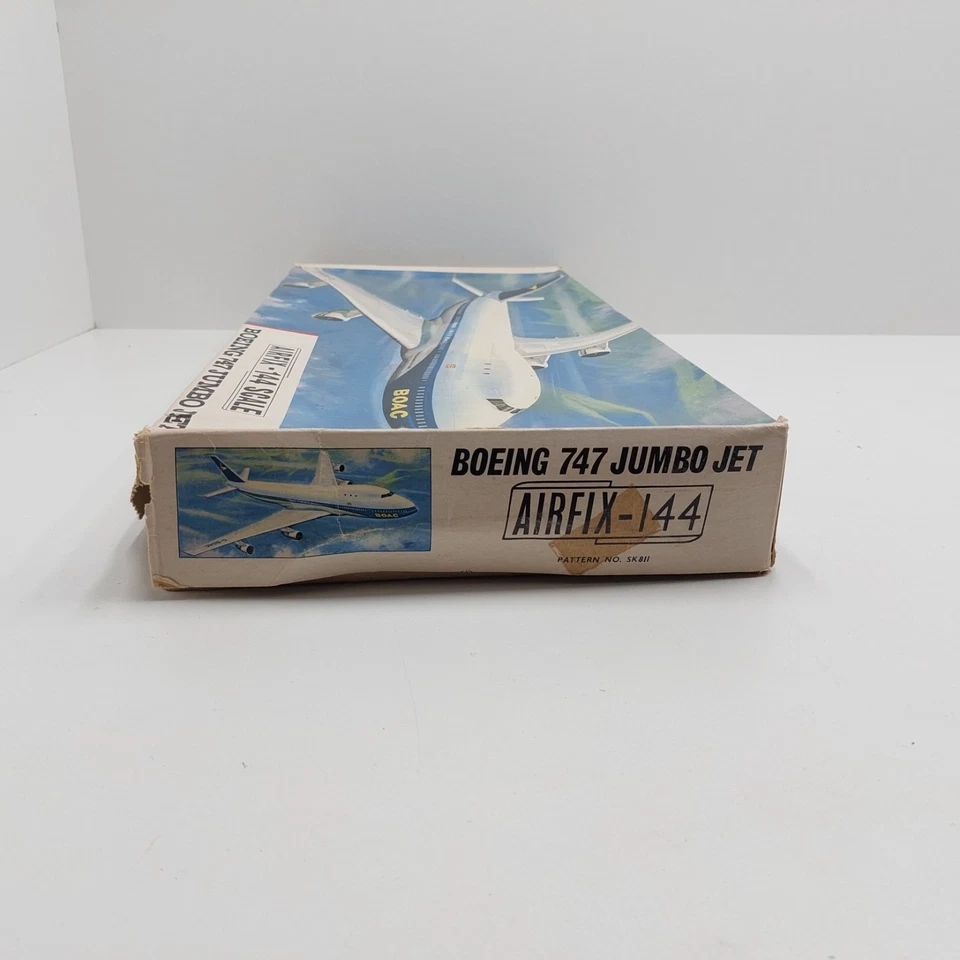 AIRFIX-144 SCALE
BOEING 747 JUMBO JET
BOAC
BOEING 747 JUMBO JET
AIRFIX-144
PATTERN NO. SK811
BOAC